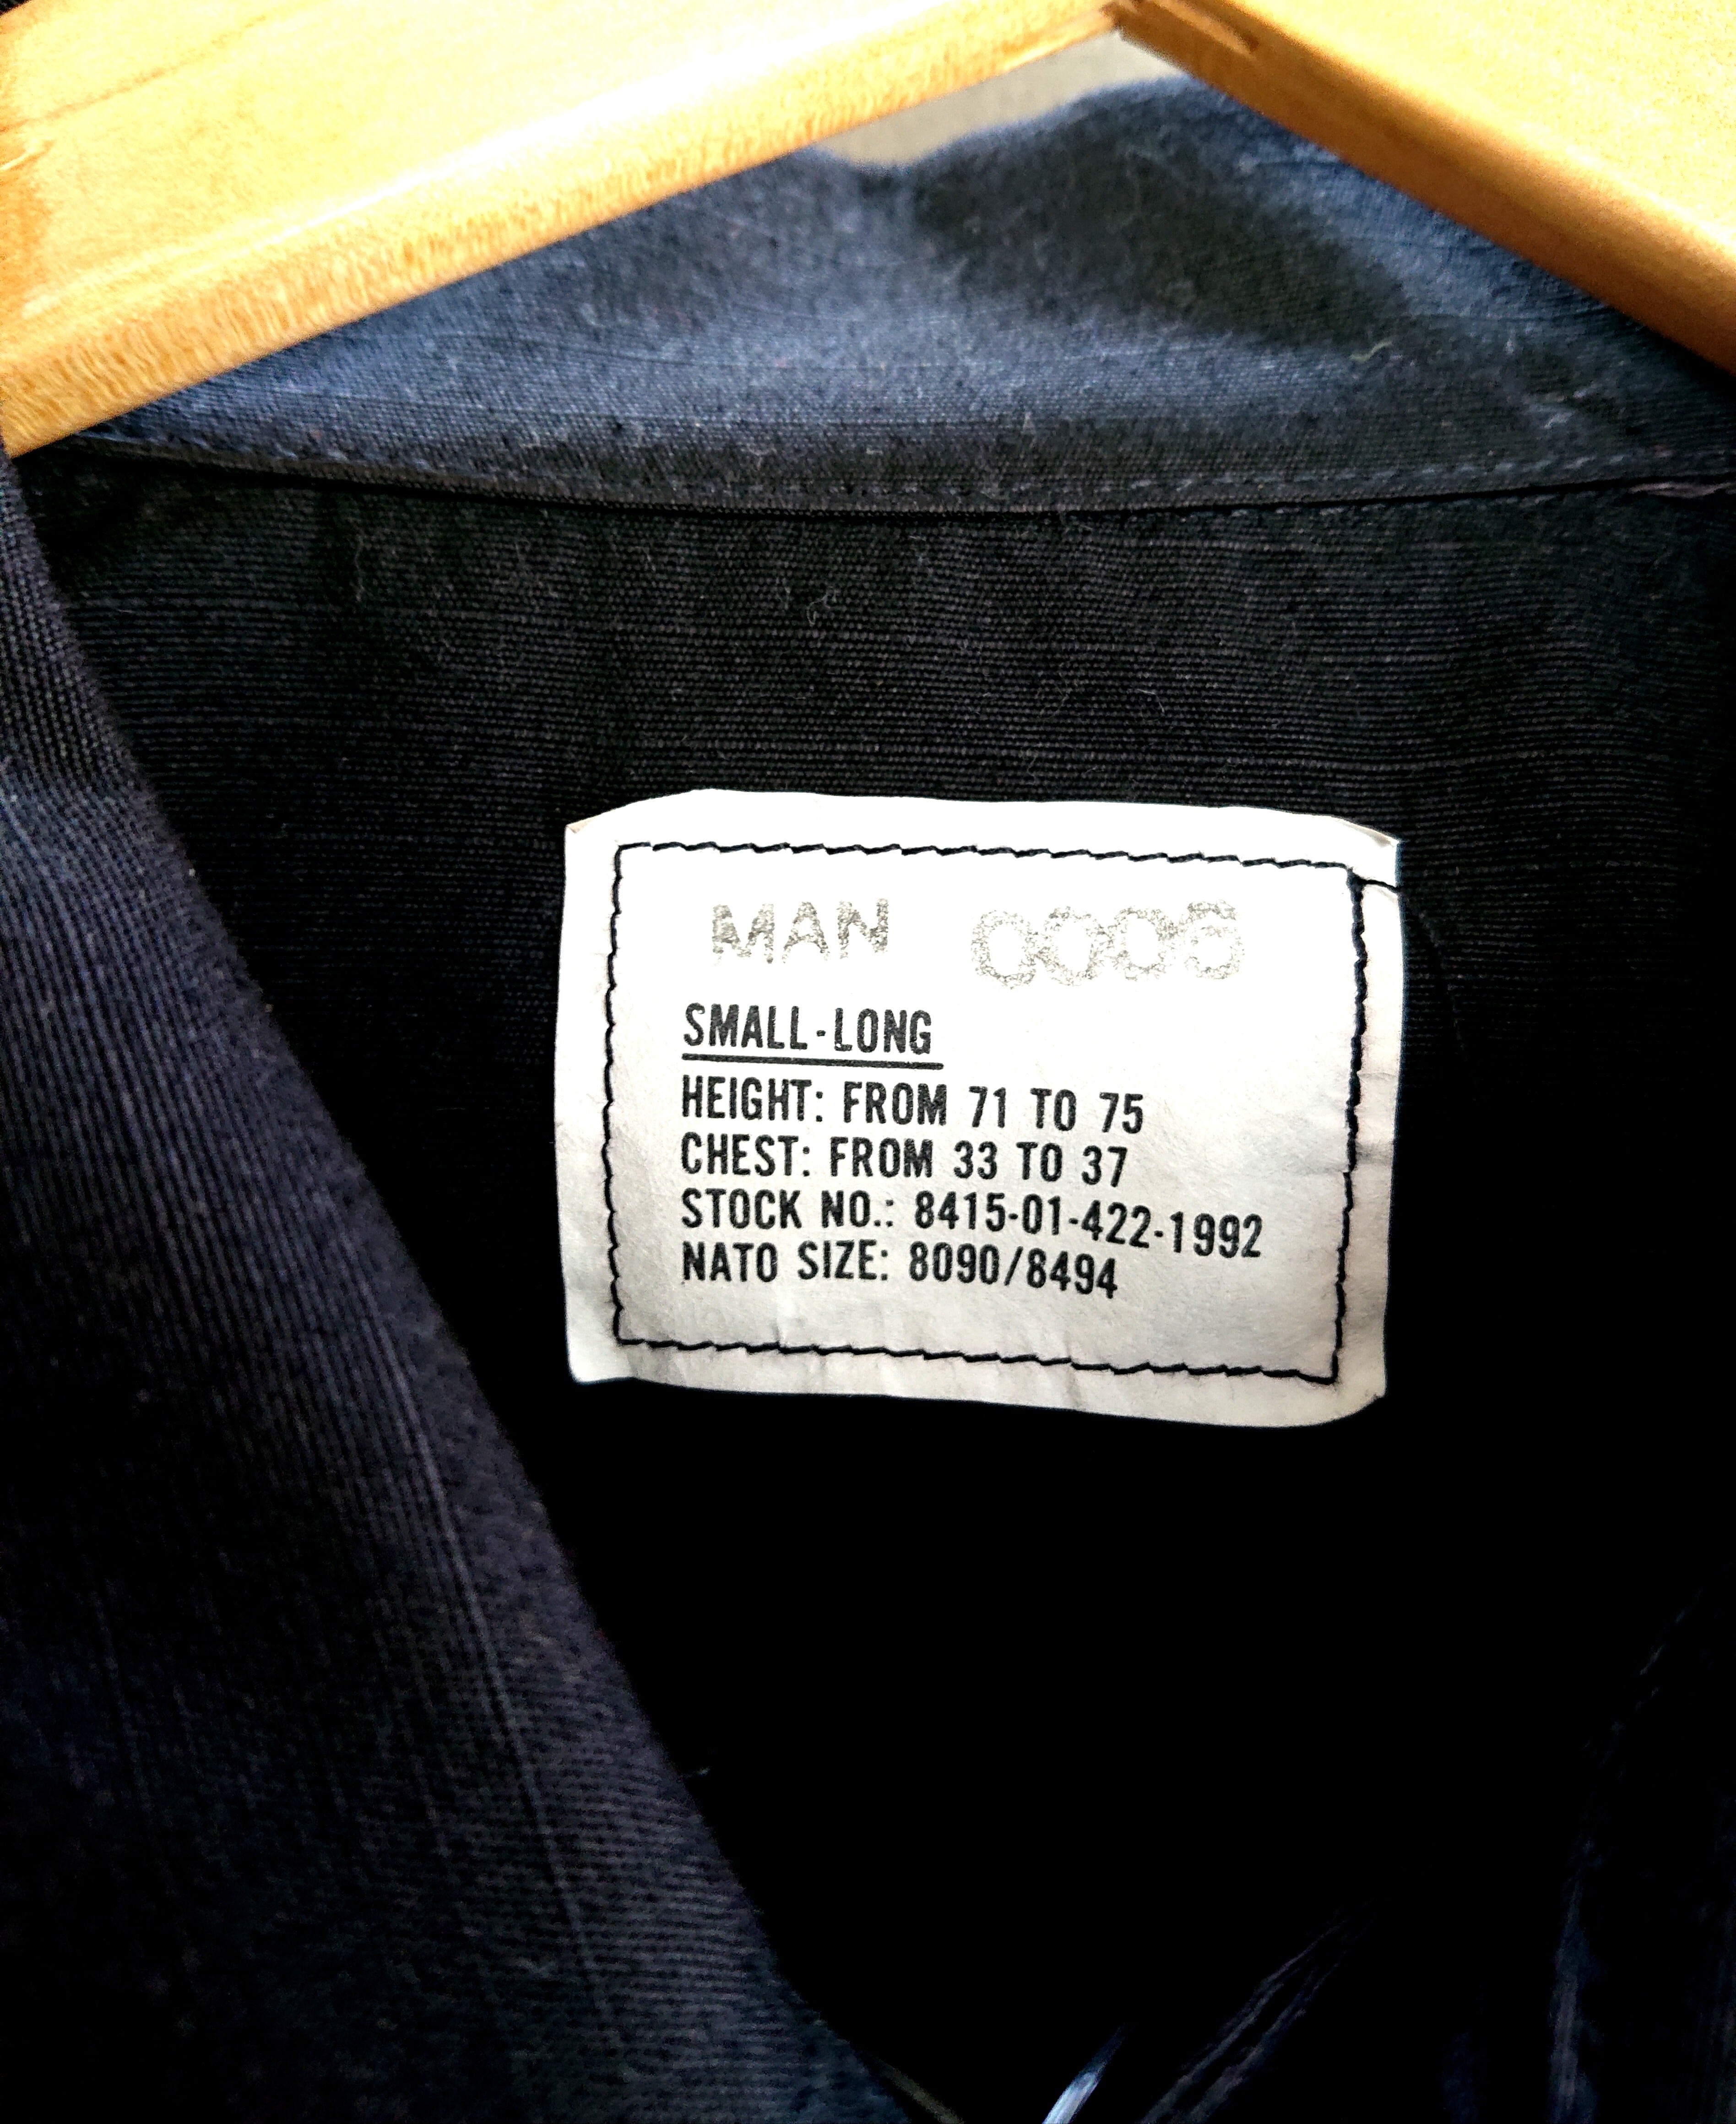 MAN 0006
SMALL-LONG
HEIGHT: FROM 71 TO 75
CHEST: FROM 33 TO 37
STOCK NO.: 8415-01-422-1992
NATO SIZE: 8090/8494